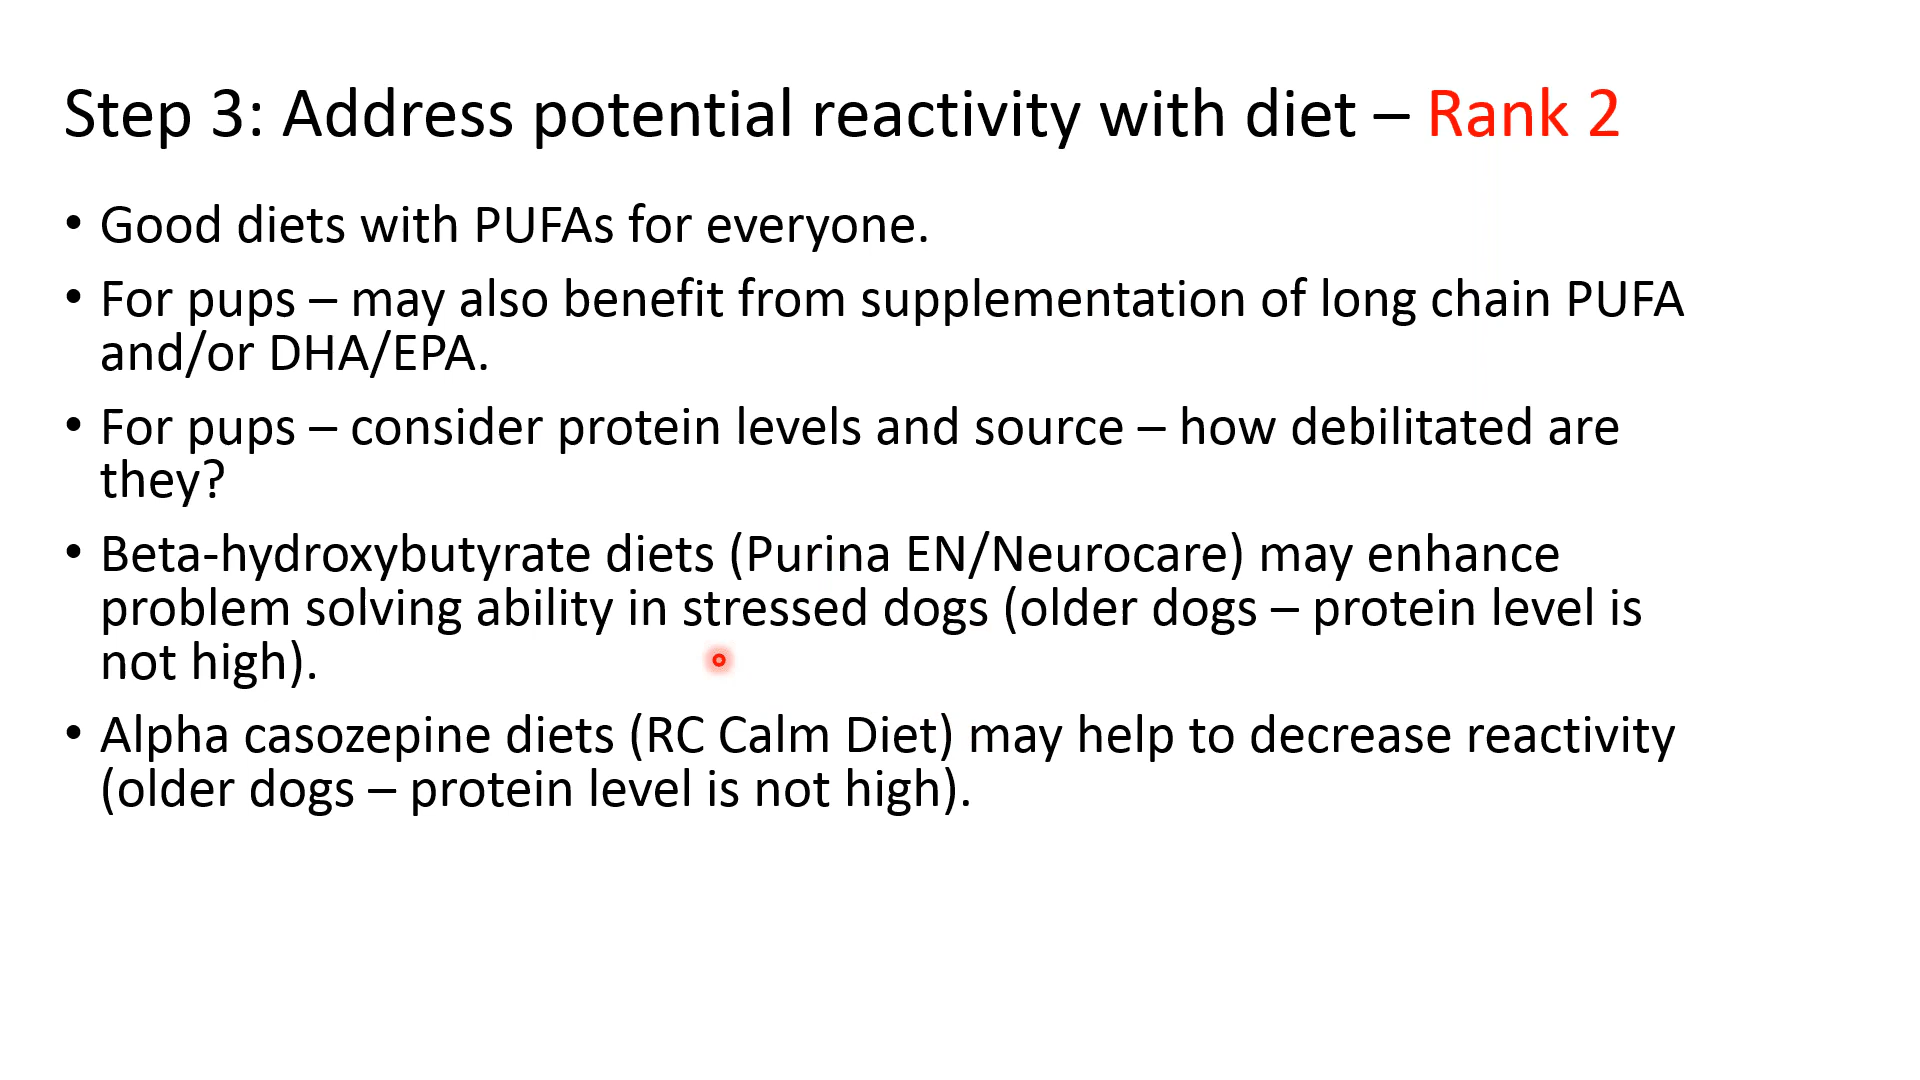 Step 3: Address potential reactivity with diet – Rank 2
• Good diets with PUFAs for everyone.
• For pups – may also benefit from supplementation of long chain PUFA
and/or DHA/EPA.
• For pups – consider protein levels and source – how debilitated are
they?
• Beta-hydroxybutyrate diets (Purina EN/Neurocare) may enhance
problem solving ability in stressed dogs (older dogs – protein level is
not high).
• Alpha casozepine diets (RC Calm Diet) may help to decrease reactivity
(older dogs – protein level is not high).